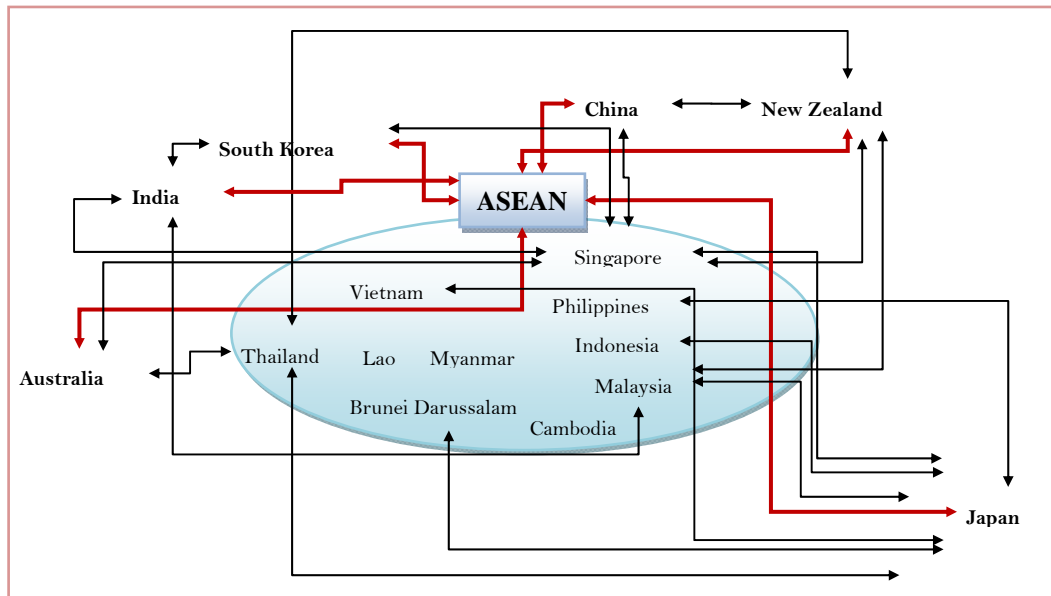 China
New Zealand
South Korea
India
ASEAN
Singapore
Vietnam
Philippines
Indonesia
Thailand
Lao
Myanmar
Australia
Malaysia
Brunei Darussalam
Cambodia
Japan